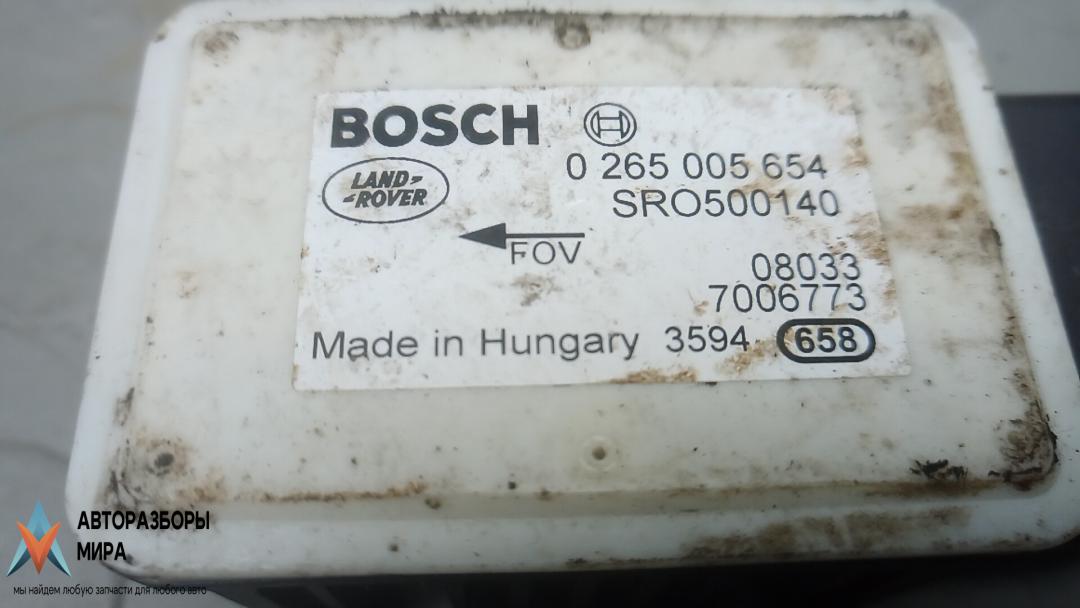 BOSCH
0 265 005 654
LAND-
-ROVER
SRO500140
FOV
08033
7006773
Made in Hungary 3594 658
АВТОРАЗБОРЫ
МИРА
мы найдем любую запчасти для любого авто